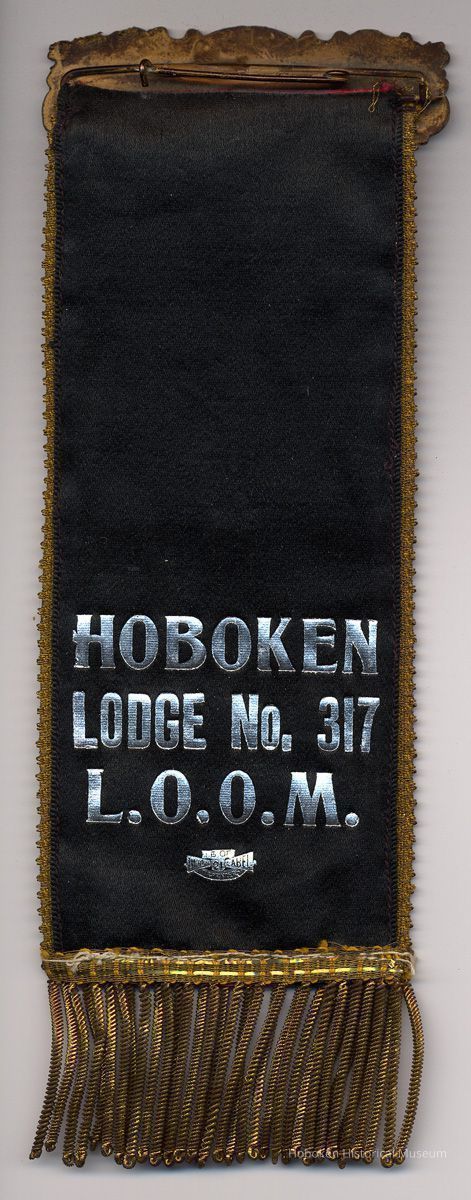 HOBOKEN
LODGE No. 317
L.O.O.M.
Hoboken Historical Museum